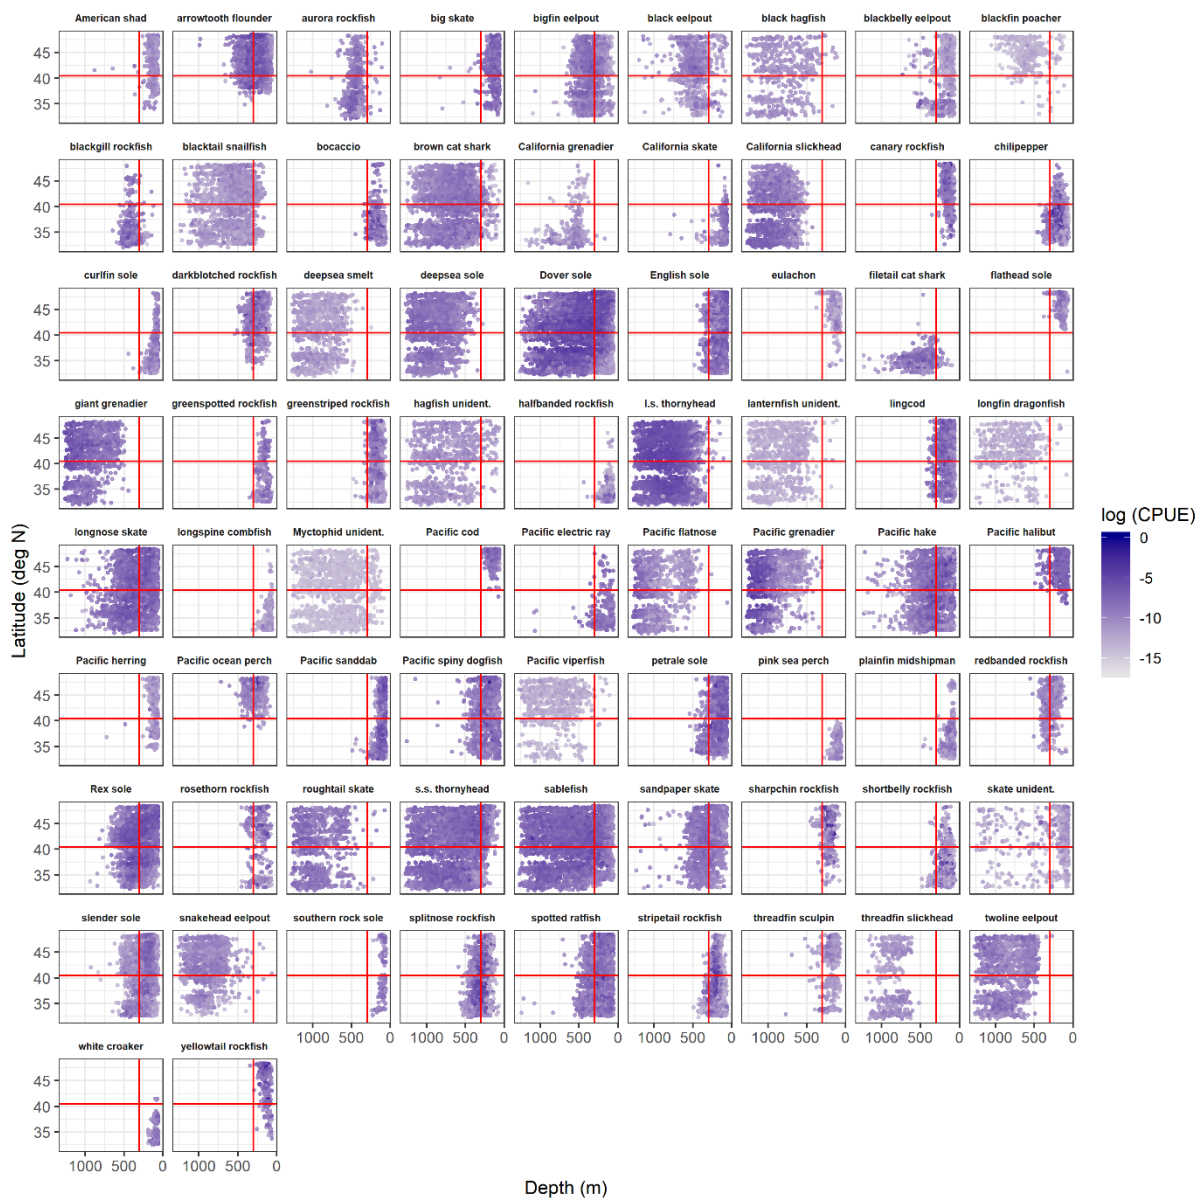 American shad arrowtooth flounder aurora rockfish big skate bigfin eelpout black eelpout black hagfish blackbelly eelpout blackfin poacher
45
40
35
blackgill rockfish blacktail snailfish bocaccio brown cat shark California grenadier California skate California slickhead canary rockfish chilipepper
45
40
35
curlfin sole darkblotched rockfish deepsea smelt deepsea sole Dover sole English sole eulachon filetail cat shark flathead sole
45
40
35
giant grenadier greenspotted rockfish greenstriped rockfish hagfish unident. halfbanded rockfish l.s. thornyhead lanternfish unident. lingcod longfin dragonfish
45
40
35
longnose skate longspine combfish Myctophid unident. Pacific cod Pacific electric ray Pacific flatnose Pacific grenadier Pacific hake Pacific halibut
45
40
35
Pacific herring Pacific ocean perch Pacific sanddab Pacific spiny dogfish Pacific viperfish petrale sole pink sea perch plainfin midshipman redbanded rockfish
45
40
35
Rex sole rosethorn rockfish roughtail skate s.s. thornyhead sablefish sandpaper skate sharpchin rockfish shortbelly rockfish skate unident.
45
40
35
slender sole snakehead eelpout southern rock sole splitnose rockfish spotted ratfish stripetail rockfish threadfin sculpin threadfin slickhead twoline eelpout
45
40
35
1000 500 0 1000 500 0 1000 500 0 1000 500 0 1000 500 0 1000 500 0 1000 500 0
white croaker yellowtail rockfish
45
40
35
1000 500 0 1000 500 0
Depth (m)
Latitude (deg N)
log (CPUE)
0
-5
-10
-15